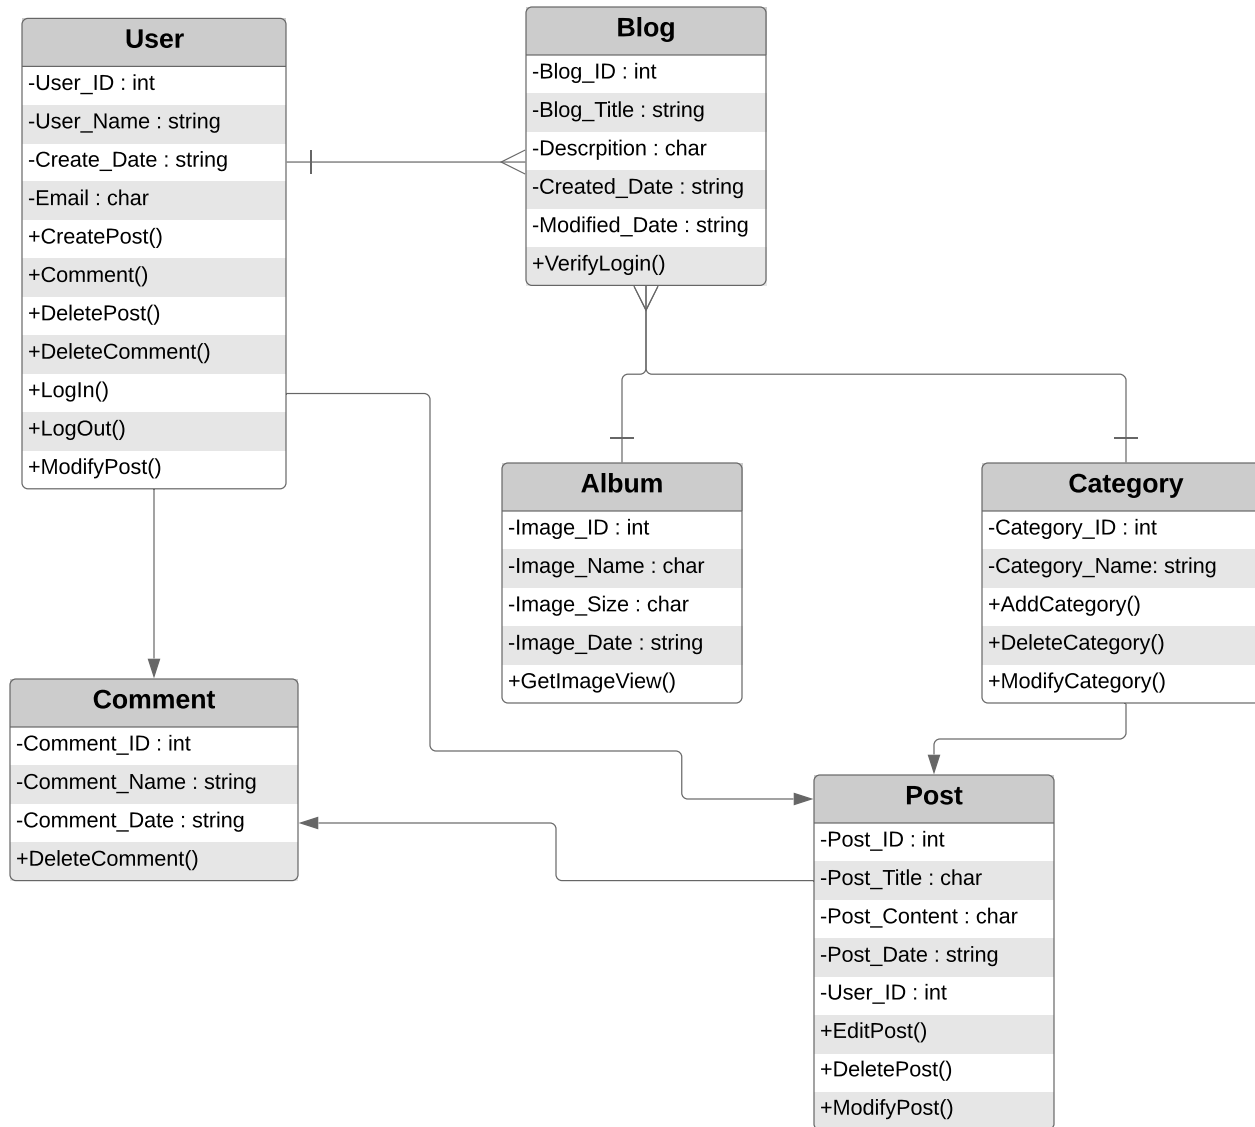 User
-User_ID : int
-User_Name : string
-Create_Date : string
-Email : char
+CreatePost()
+Comment()
+DeletePost()
+DeleteComment()
+LogIn()
+LogOut()
+ModifyPost()
Blog
-Blog_ID : int
-Blog_Title : string
-Descrpition : char
-Created_Date : string
-Modified_Date : string
+VerifyLogin()
Album
-Image_ID : int
-Image_Name : char
-Image_Size : char
-Image_Date : string
+GetImageView()
Category
-Category_ID : int
-Category_Name: string
+AddCategory()
+DeleteCategory()
+ModifyCategory()
Comment
-Comment_ID : int
-Comment_Name : string
-Comment_Date : string
+DeleteComment()
Post
-Post_ID : int
-Post_Title : char
-Post_Content : char
-Post_Date : string
-User_ID : int
+EditPost()
+DeletePost()
+ModifyPost()